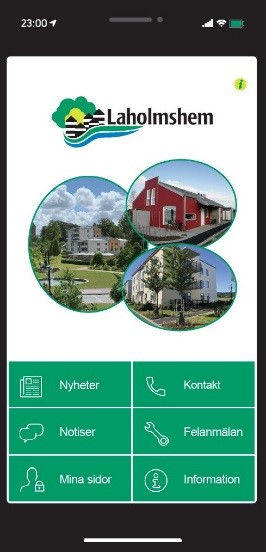 23:00
i
Laholmshem
Nyheter
Kontakt
Notiser
Felanmälan
Mina sidor
Information